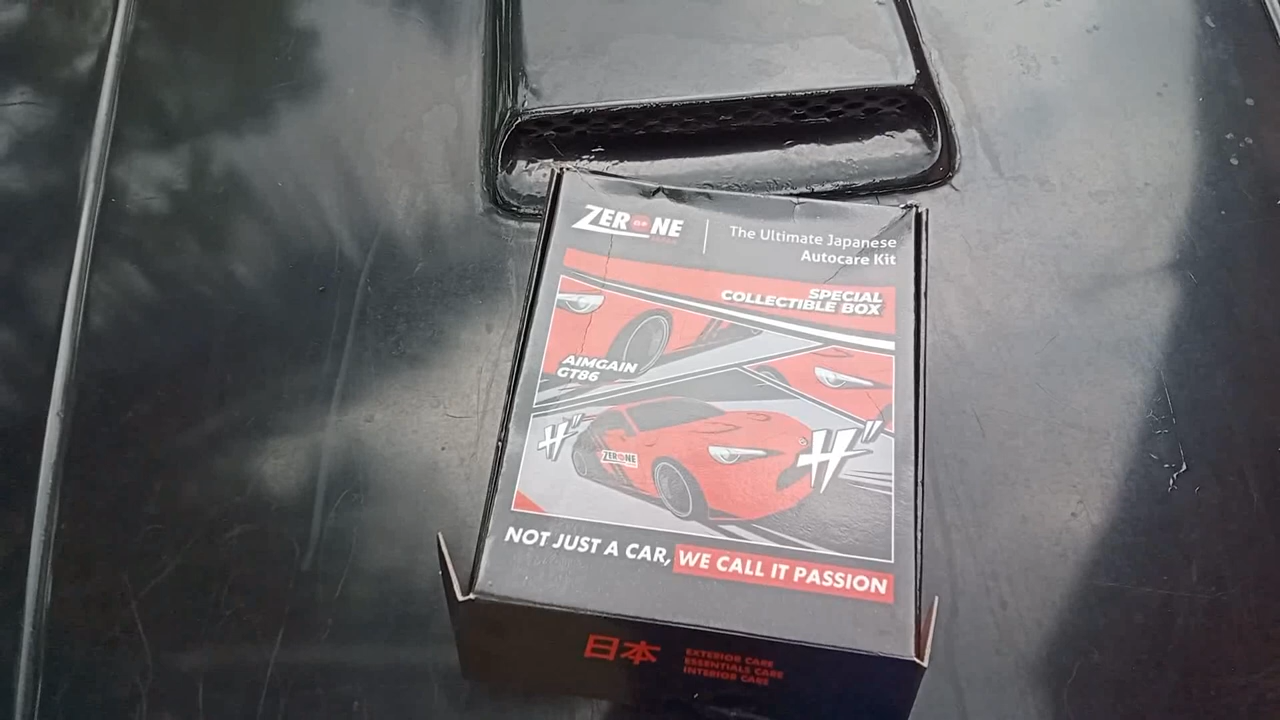 ZERONE
The Ultimate Japanese
Autocare Kit
SPECIAL
COLLECTIBLE BOX
AIMGAIN
GT86
ZERONE
NOT JUST A CAR, WE CALL IT PASSION
日本
EXTERIOR CARE
ESSENTIALS CARE
INTERIOR CARE